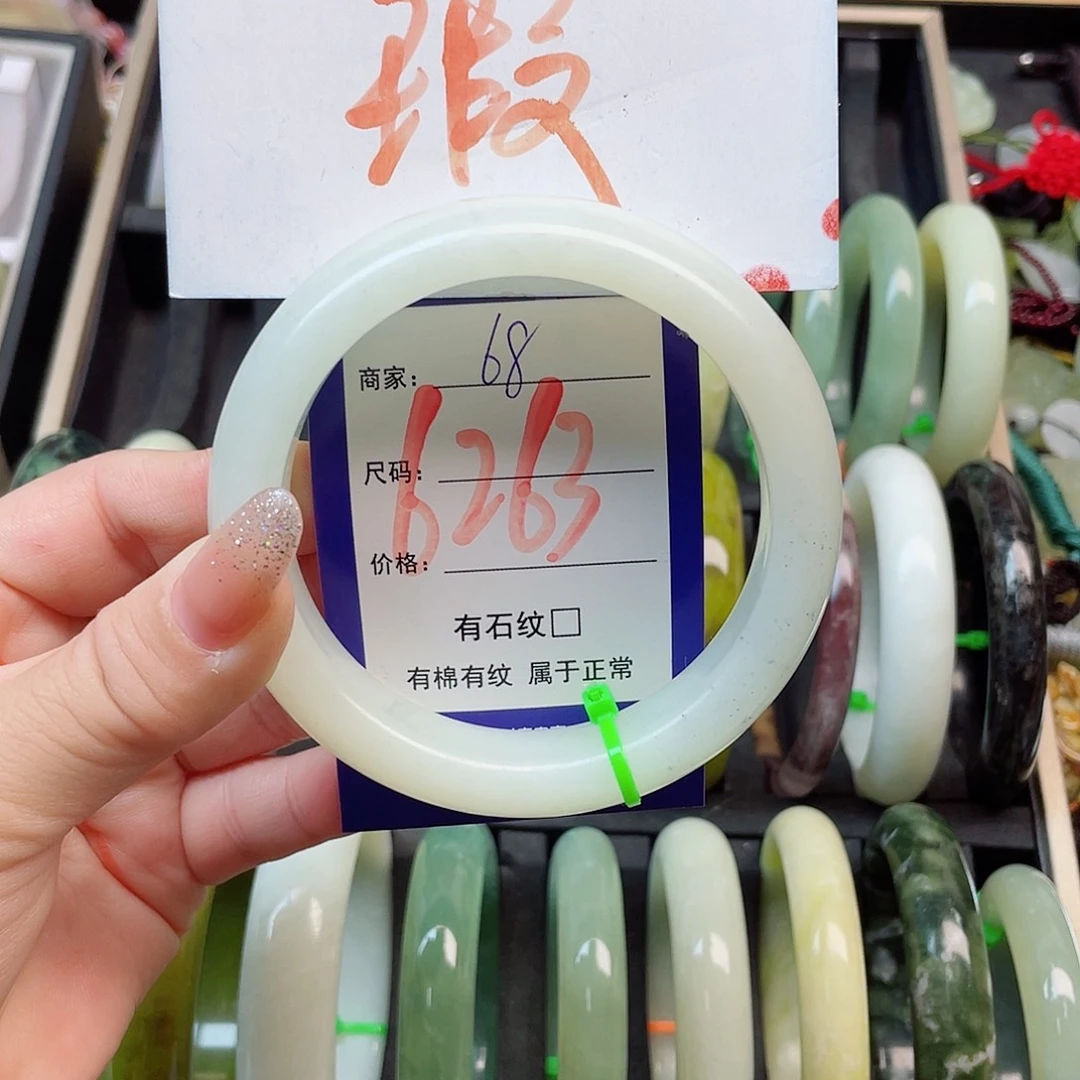 瑕
商家： 68
尺码：
6263
价格：
有石纹□
有棉有纹 属于正常